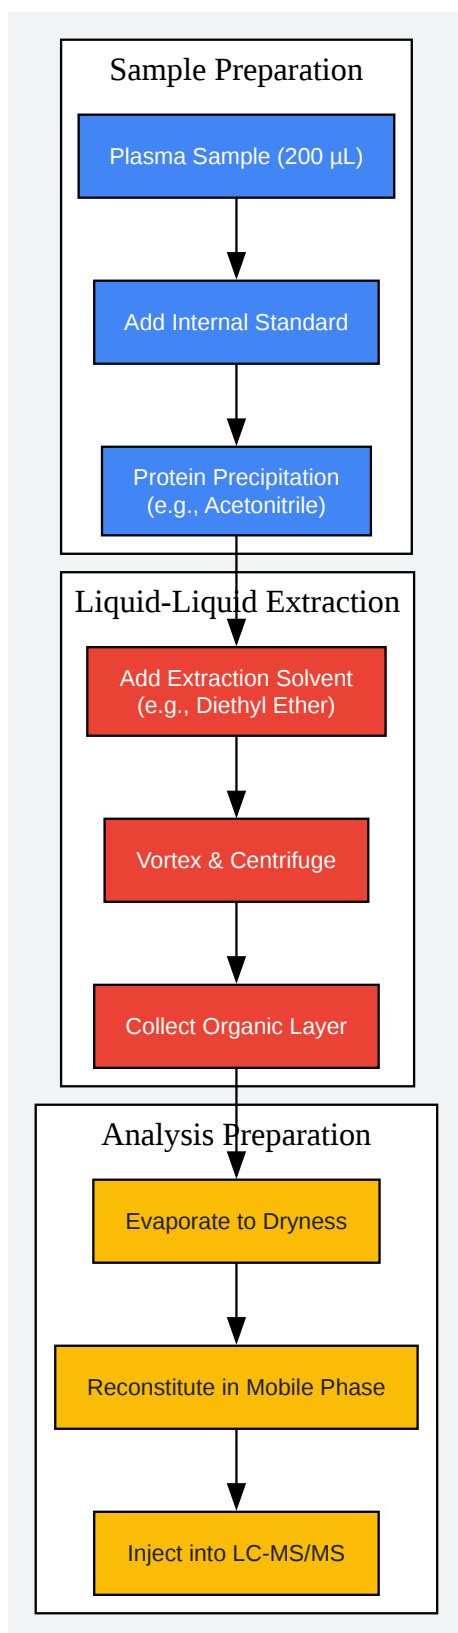 Sample Preparation
Plasma Sample (200 µL)
Add Internal Standard
Protein Precipitation
(e.g., Acetonitrile)
Liquid-Liquid Extraction
Add Extraction Solvent
(e.g., Diethyl Ether)
Vortex & Centrifuge
Collect Organic Layer
Analysis Preparation
Evaporate to Dryness
Reconstitute in Mobile Phase
Inject into LC-MS/MS